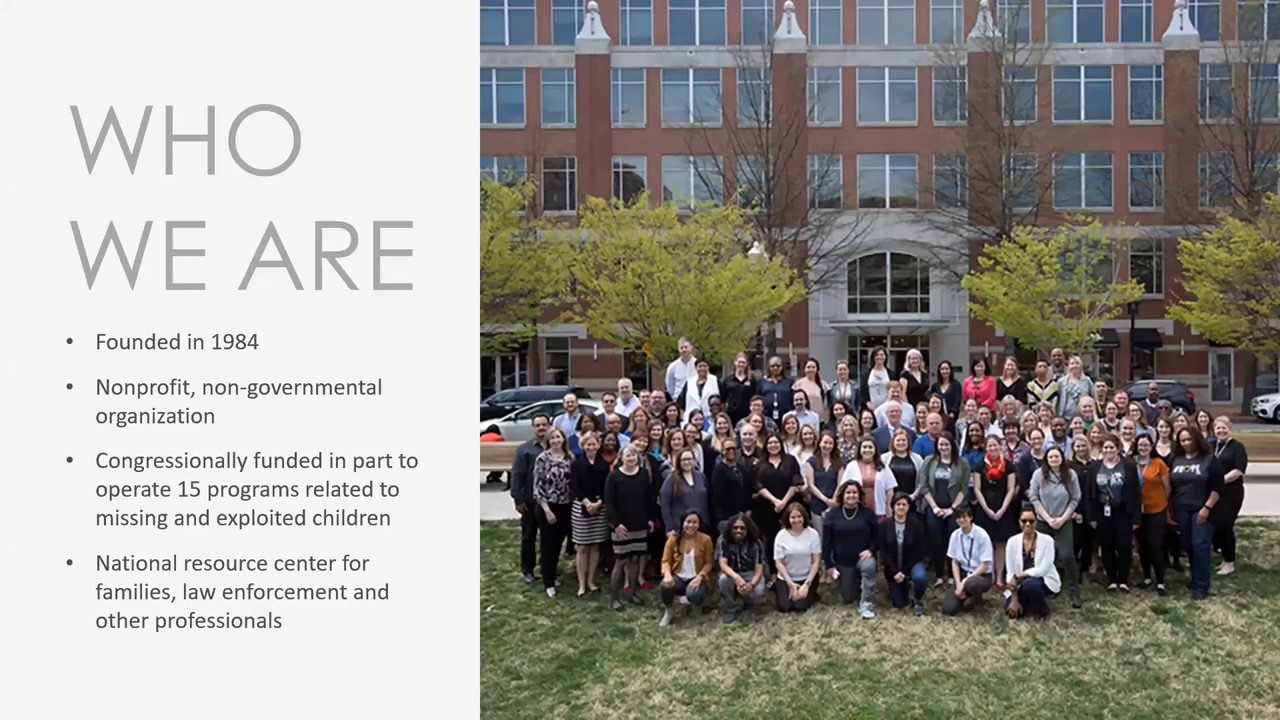 WHO
WE ARE
• Founded in 1984
• Nonprofit, non-governmental
organization
• Congressionally funded in part to
operate 15 programs related to
missing and exploited children
• National resource center for
families, law enforcement and
other professionals